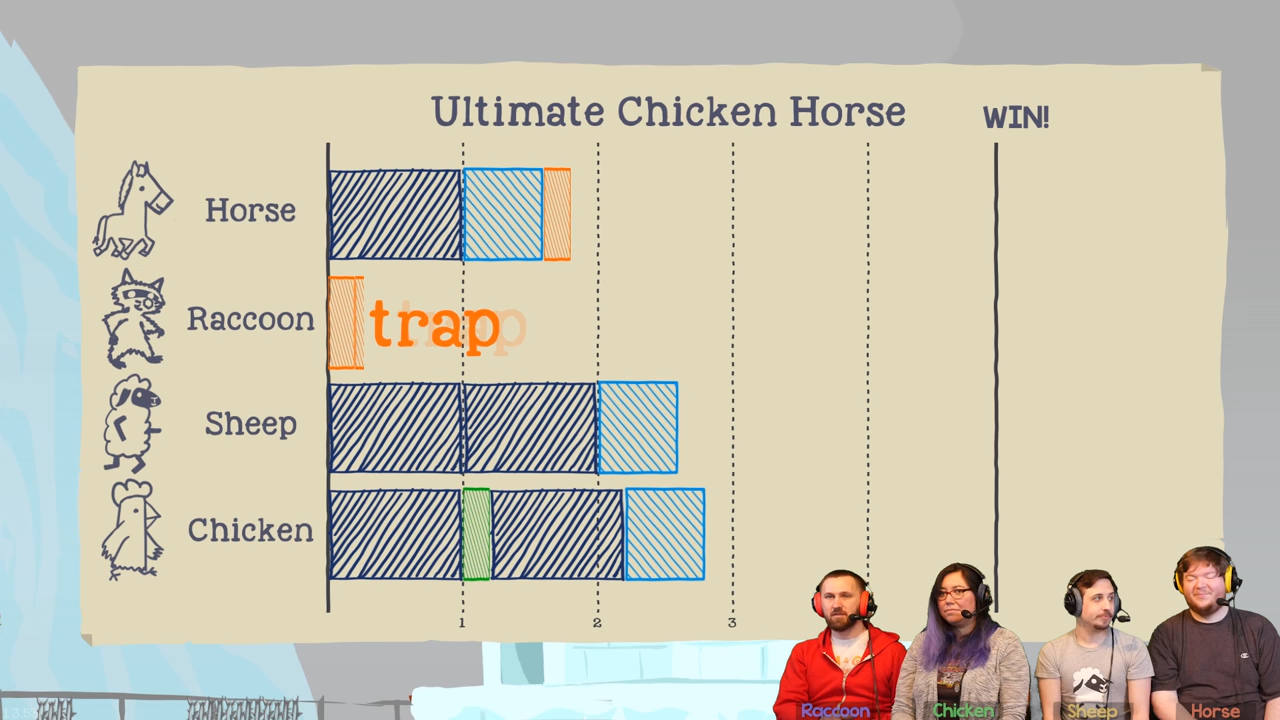 Ultimate Chicken Horse
WIN!
Horse
Raccoon
trap
Sheep
Chicken
1
2
3
Raccoon
Chicken
Sheep
Horse